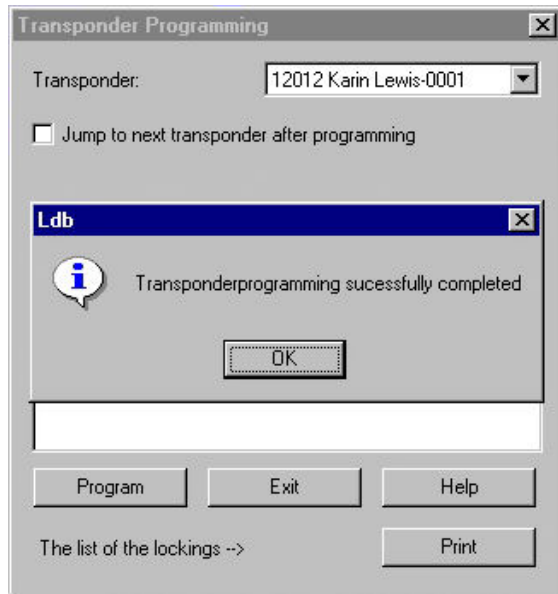 Transponder Programming
Transponder: 12012 Karin Lewis-0001
Jump to next transponder after programming
Ldb
Transponderprogramming sucessfully completed
OK
Program Exit Help
The list of the lockings --> Print